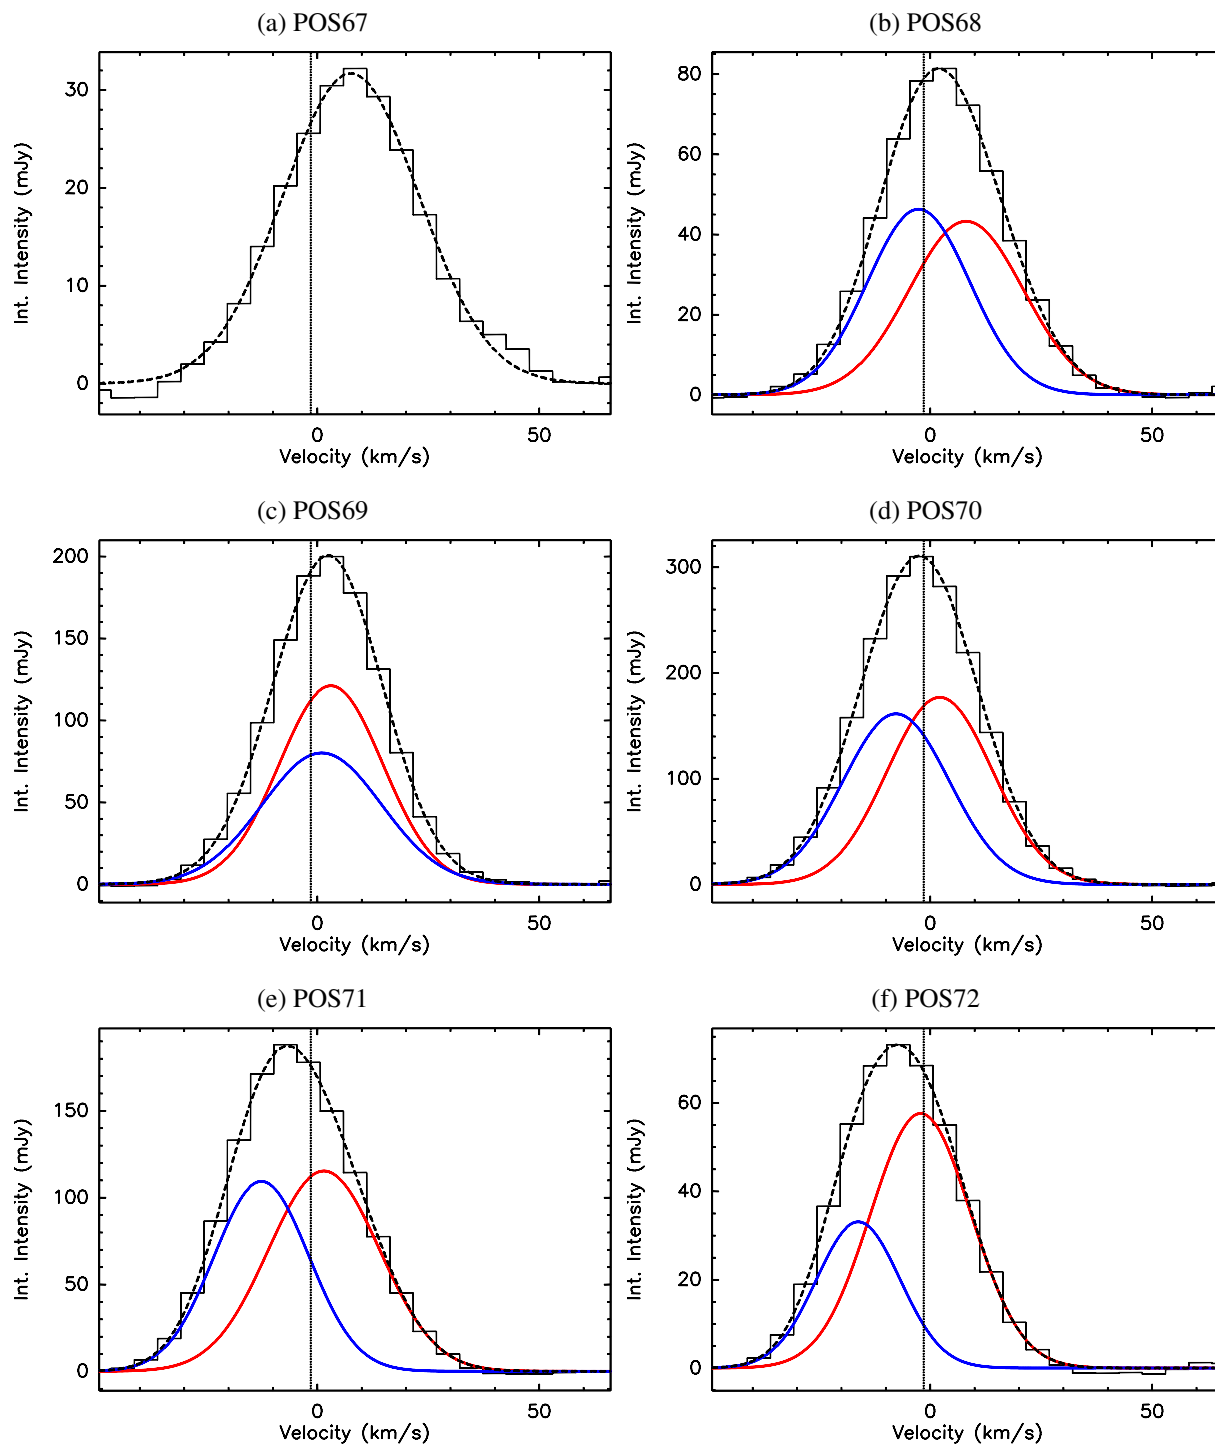 (a) POS67
(b) POS68
30
20
10
0
Int. Intensity (mJy)
0
50
Velocity (km/s)
80
60
40
20
0
Int. Intensity (mJy)
0
50
Velocity (km/s)
(c) POS69
(d) POS70
200
150
100
50
0
Int. Intensity (mJy)
0
50
Velocity (km/s)
300
200
100
0
Int. Intensity (mJy)
0
50
Velocity (km/s)
(e) POS71
(f) POS72
150
100
50
0
Int. Intensity (mJy)
0
50
Velocity (km/s)
60
40
20
0
Int. Intensity (mJy)
0
50
Velocity (km/s)